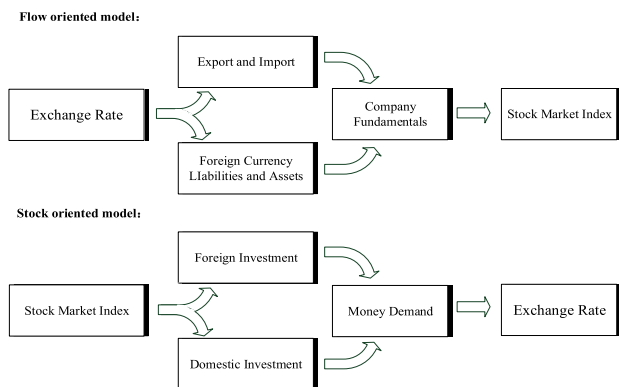 Flow oriented model:
Export and Import
Exchange Rate
Company
Fundamentals
Stock Market Index
Foreign Currency
LIabilities and Assets
Stock oriented model:
Foreign Investment
Stock Market Index
Money Demand
Exchange Rate
Domestic Investment